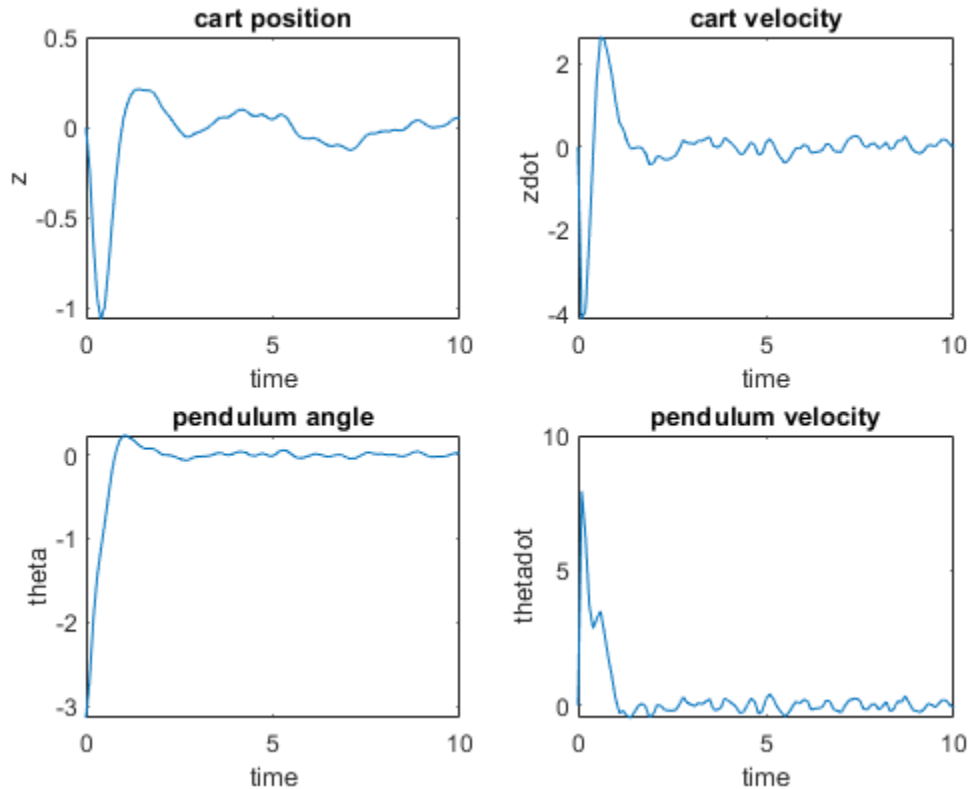 cart position
0.5
0
-0.5
-1
z
0
5
10
time
cart velocity
2
0
-2
-4
zdot
0
5
10
time
pendulum angle
0
-1
-2
-3
theta
0
5
10
time
pendulum velocity
10
5
0
thetadot
0
5
10
time